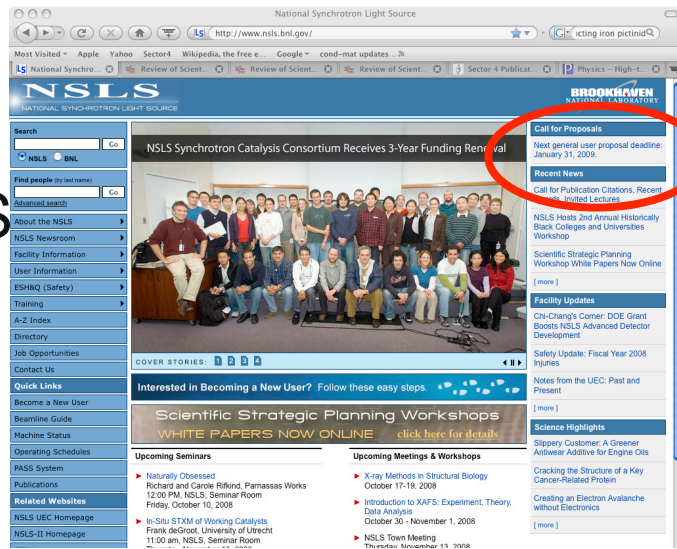 National Synchrotron Light Source
LS http://www.nsls.bnl.gov/
icting iron pictinid
Most Visited Apple Yahoo Sector4 Wikipedia, the free e... Google cond-mat updates...
LS National Synchro... Review of Scient... Review of Scient... Review of Scient... Sector 4 Publicat... Physics – High-t...
NSLS
NATIONAL SYNCHROTRON LIGHT SOURCE
BROOKHAVEN
NATIONAL LABORATORY
Search
Go
NSLS BNL
Find people (by last name)
Go
Advanced search
S
About the NSLS
NSLS Newsroom
Facility Information
User Information
ESH&Q (Safety)
Training
A-Z Index
Directory
Job Opportunities
Contact Us
Quick Links
Become a New User
Beamline Guide
Machine Status
Operating Schedules
PASS System
Publications
Related Websites
NSLS UEC Homepage
NSLS-II Homepage
NSLS Synchrotron Catalysis Consortium Receives 3-Year Funding Renewal
COVER STORIES: 1 2 3 4
Interested in Becoming a New User? Follow these easy steps.
Scientific Strategic Planning Workshops
WHITE PAPERS NOW ONLINE click here for details
Upcoming Seminars
Naturally Obsessed
Richard and Carole Rifkind, Parnassas Works
12:00 PM, NSLS, Seminar Room
Friday, October 10, 2008
In-Situ STXM of Working Catalysts
Frank deGroot, University of Utrecht
11:00 am, NSLS, Seminar Room
Upcoming Meetings & Workshops
X-ray Methods in Structural Biology
October 17-19, 2008
Introduction to XAFS: Experiment, Theory,
Data Analysis
October 30 - November 1, 2008
NSLS Town Meeting
Thursday, November 13, 2008
Call for Proposals
Next general user proposal deadline:
January 31, 2009.
Recent News
Call for Publication Citations, Recent
Awards, Invited Lectures
NSLS Hosts 2nd Annual Historically
Black Colleges and Universities
Workshop
Scientific Strategic Planning
Workshop White Papers Now Online
[ more ]
Facility Updates
Chi-Chang's Corner: DOE Grant
Boosts NSLS Advanced Detector
Development
Safety Update: Fiscal Year 2008
Injuries
Notes from the UEC: Past and
Present
[ more ]
Science Highlights
Slippery Customer: A Greener
Antiwear Additive for Engine Oils
Cracking the Structure of a Key
Cancer-Related Protein
Creating an Electron Avalanche
without Electronics
[ more ]